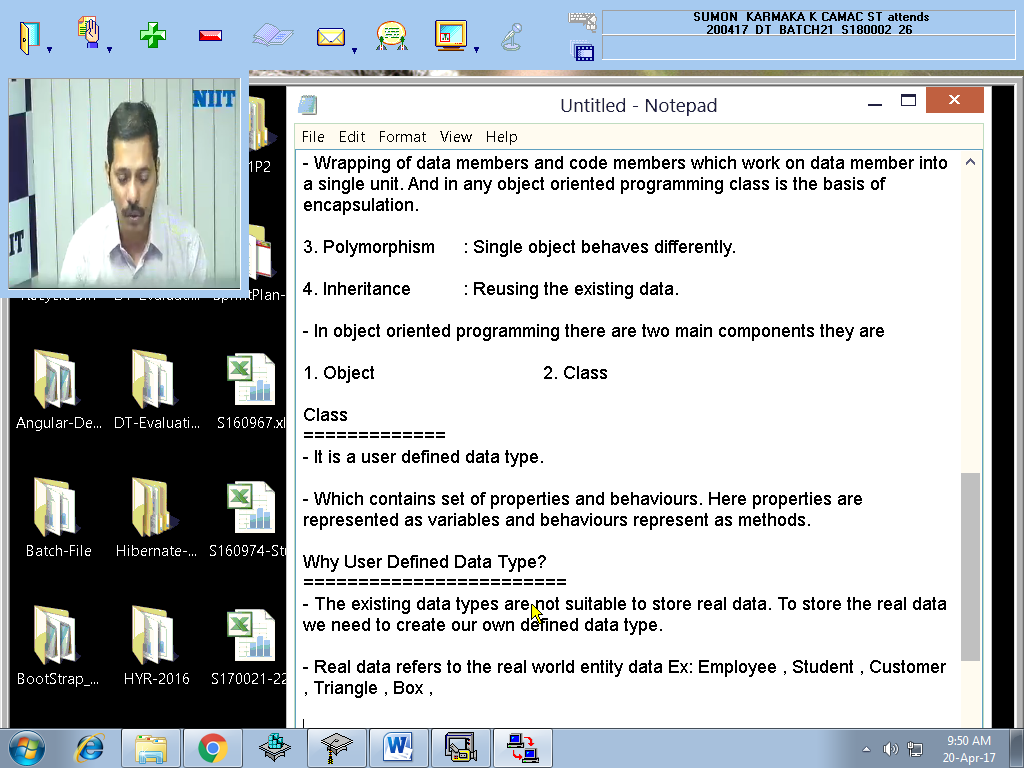 SUMON KARMAKA K CAMAC ST attends
200417_DT_BATCH21_S180002_26
NIIT
Untitled - Notepad
File Edit Format View Help
- Wrapping of data members and code members which work on data member into
a single unit. And in any object oriented programming class is the basis of
encapsulation.
3. Polymorphism : Single object behaves differently.
4. Inheritance : Reusing the existing data.
- In object oriented programming there are two main components they are
1. Object 2. Class
Class
=============
- It is a user defined data type.
- Which contains set of properties and behaviours. Here properties are
represented as variables and behaviours represent as methods.
Why User Defined Data Type?
========================
- The existing data types are not suitable to store real data. To store the real data
we need to create our own defined data type.
- Real data refers to the real world entity data Ex: Employee , Student , Customer
, Triangle , Box ,
1P2
Angular-De... DT-Evaluati... S160967.xl
Batch-File Hibernate-... S160974-Stu
BootStrap_... HYR-2016 S170021-22
9:50 AM
20-Apr-17